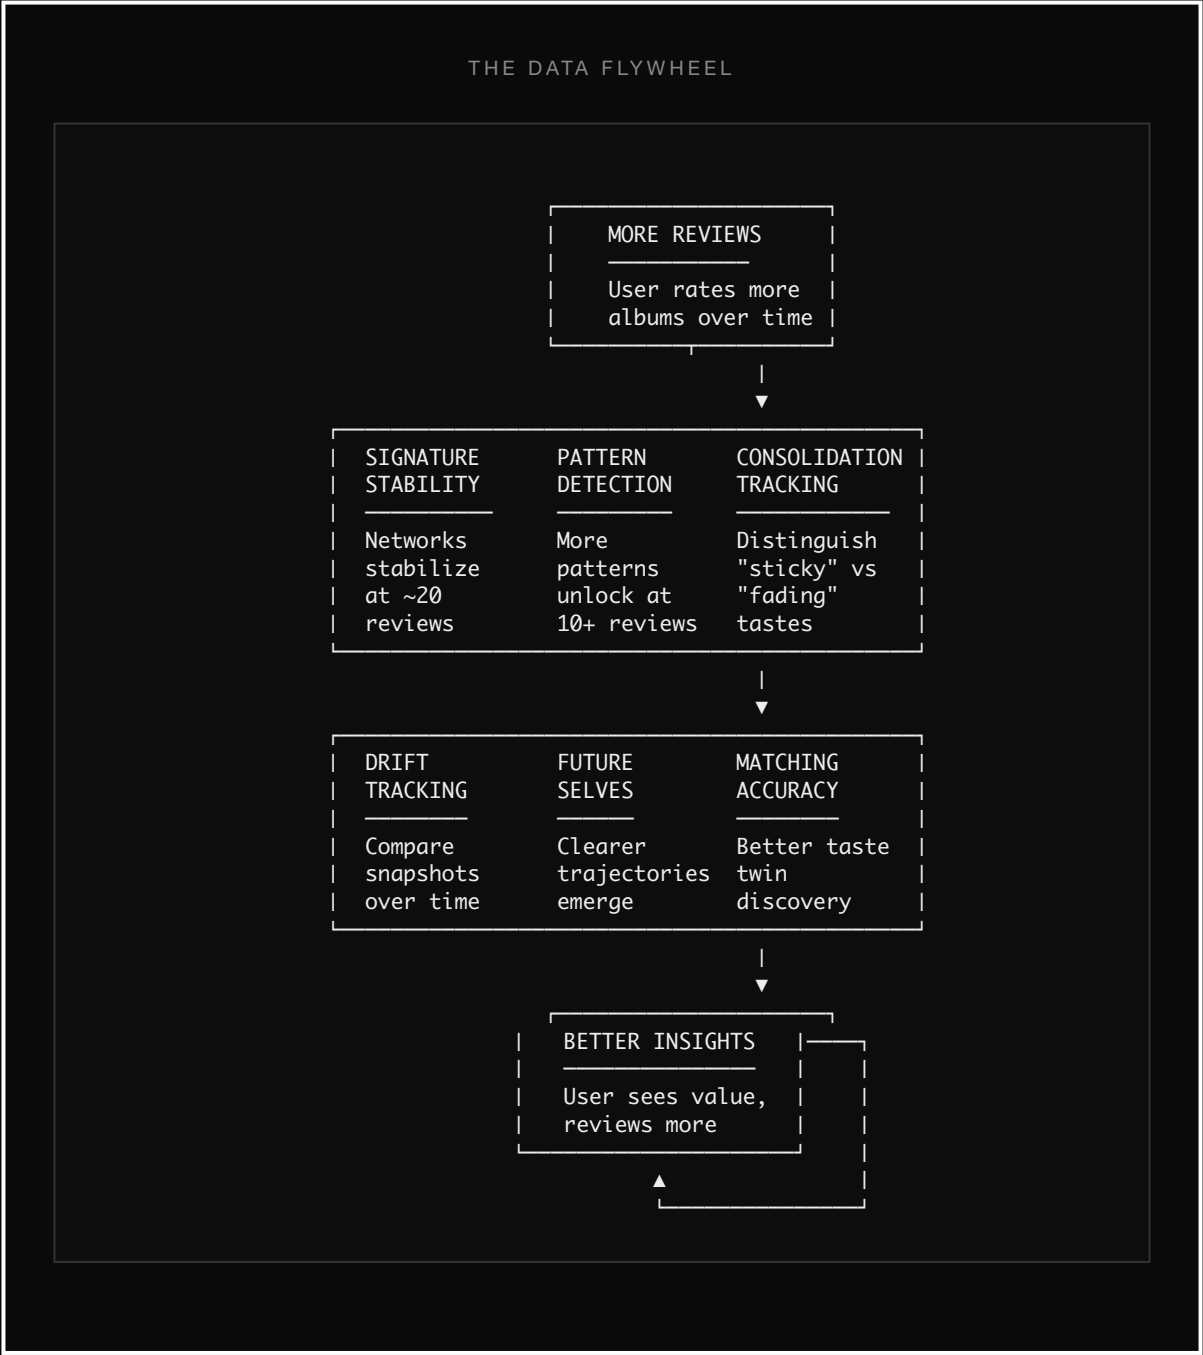 THE DATA FLYWHEEL
MORE REVIEWS
User rates more
albums over time
SIGNATURE
STABILITY
Networks
stabilize
at ~20
reviews
PATTERN
DETECTION
More
patterns
unlock at
10+ reviews
CONSOLIDATION
TRACKING
Distinguish
"sticky" vs
"fading"
tastes
DRIFT
TRACKING
Compare
snapshots
over time
FUTURE
SELVES
Clearer
trajectories
emerge
MATCHING
ACCURACY
Better taste
twin
discovery
BETTER INSIGHTS
User sees value,
reviews more